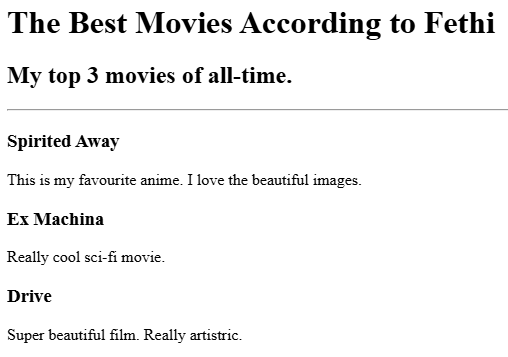 The Best Movies According to Fethi
My top 3 movies of all-time.
Spirited Away
This is my favourite anime. I love the beautiful images.
Ex Machina
Really cool sci-fi movie.
Drive
Super beautiful film. Really artistric.